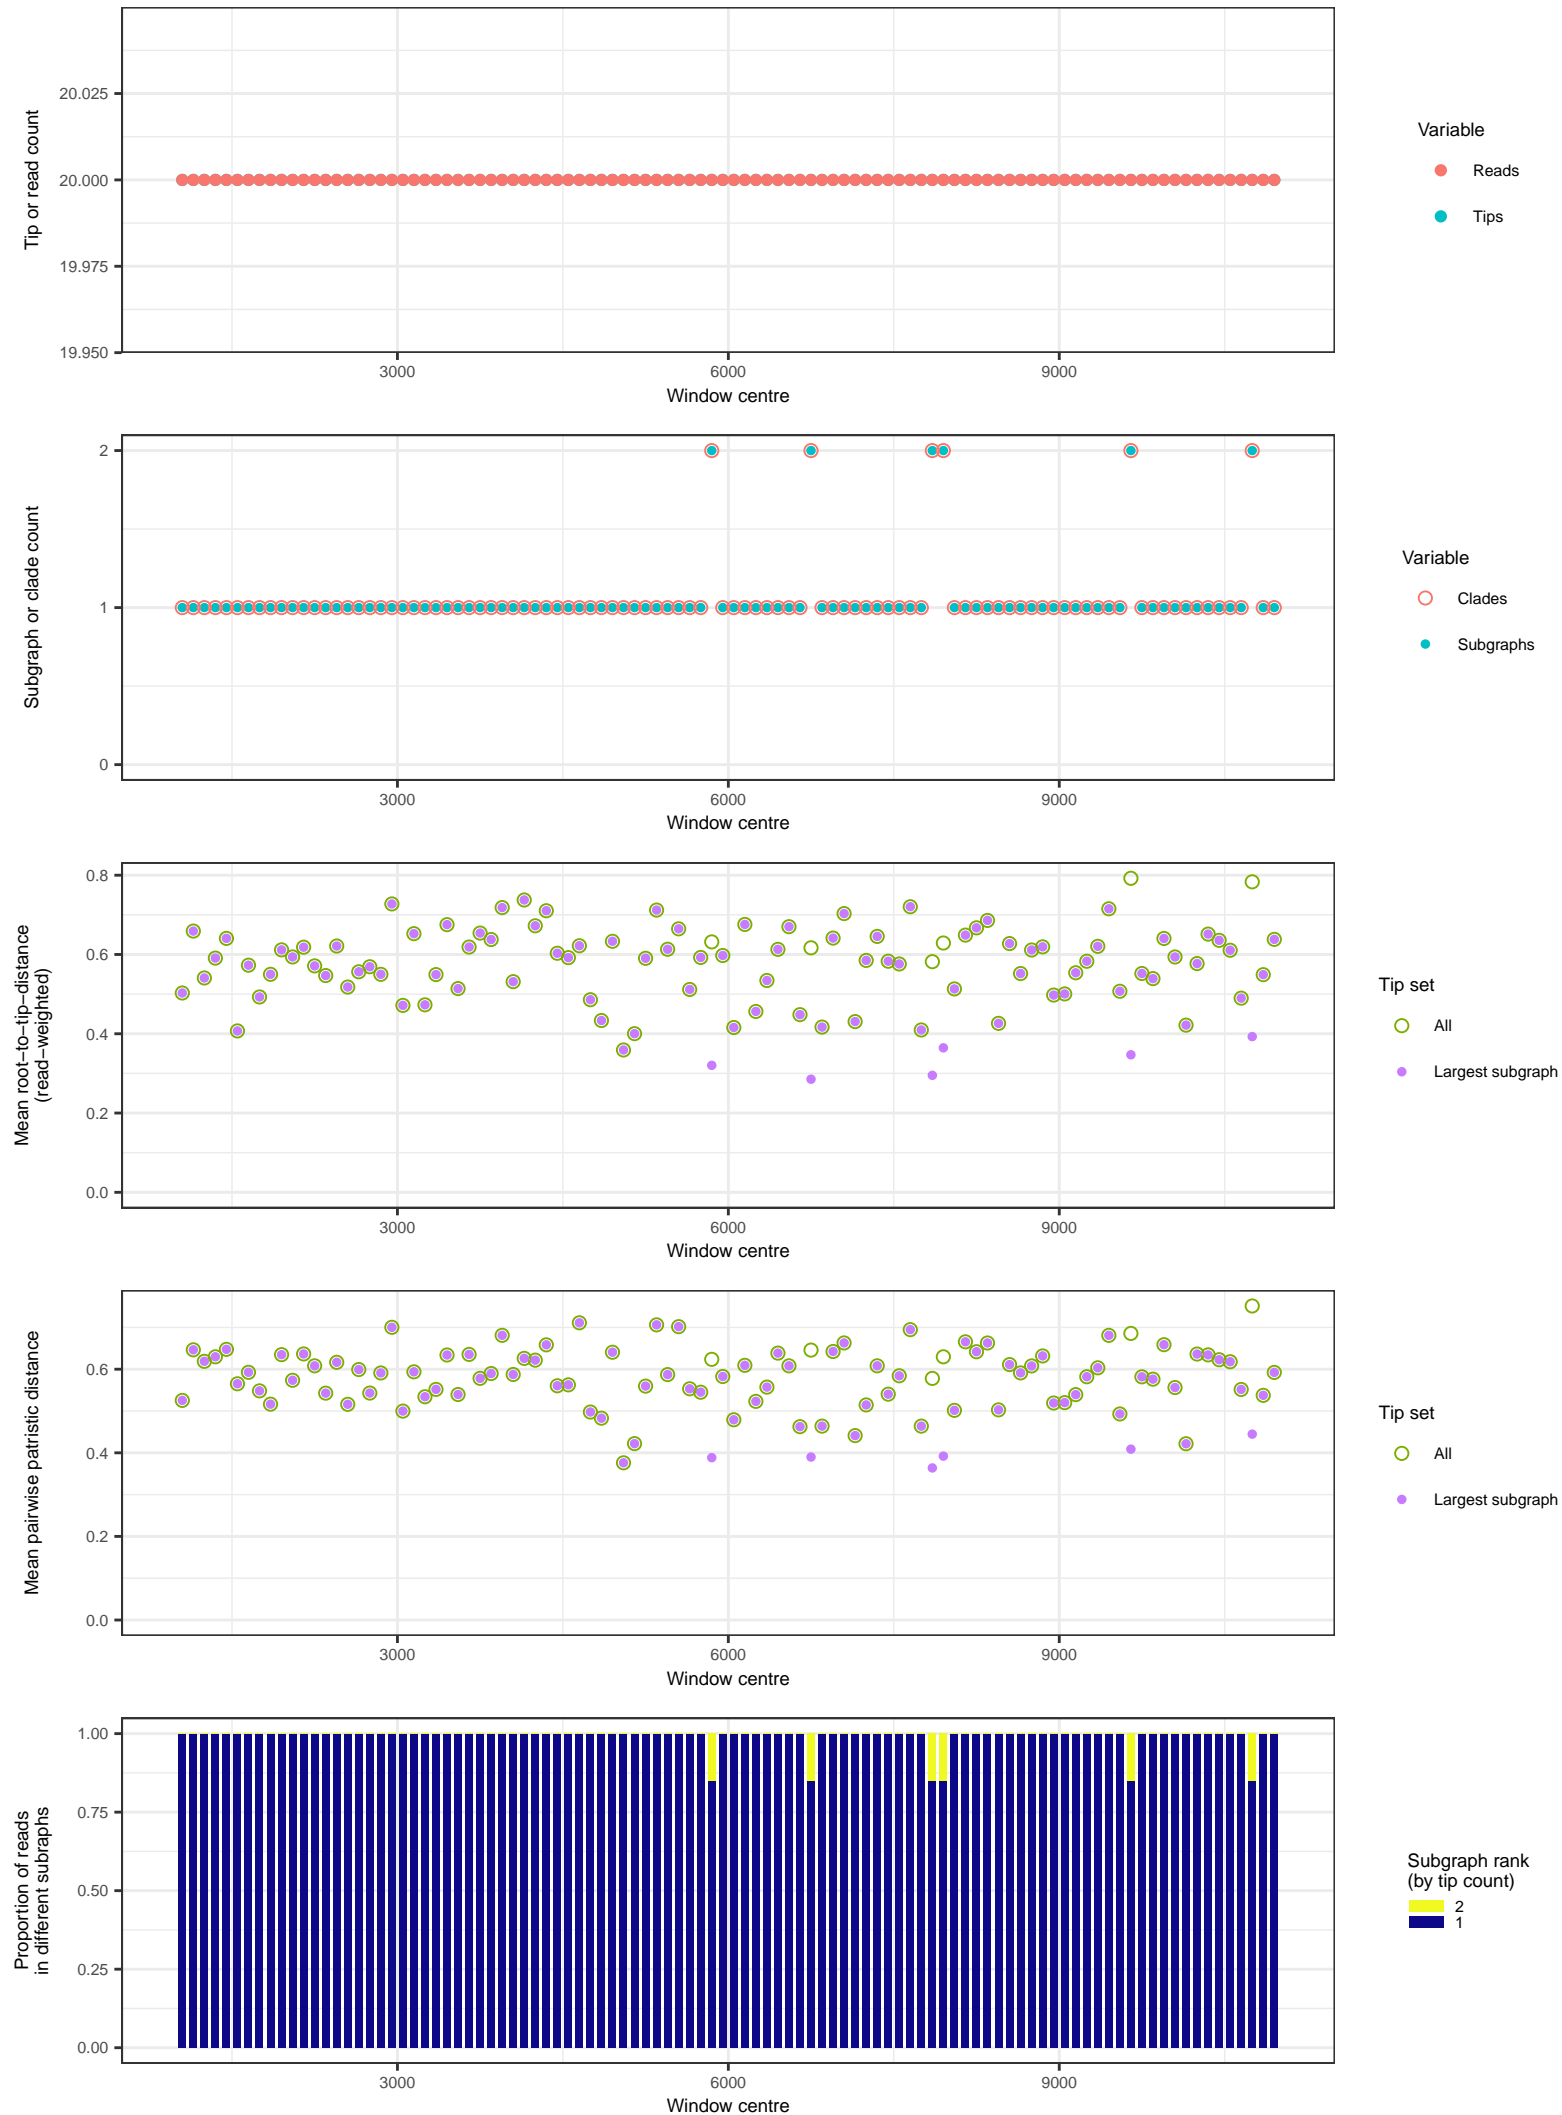 20.025
20.000
19.975
19.950
Tip or read count
3000 6000 9000
Window centre
Variable
Reads
Tips
2
1
0
Subgraph or clade count
3000 6000 9000
Window centre
Variable
Clades
Subgraphs
0.8
0.6
0.4
0.2
0.0
Mean root−to−tip−distance
(read−weighted)
3000 6000 9000
Window centre
Tip set
All
Largest subgraph
0.6
0.4
0.2
0.0
Mean pairwise patristic distance
3000 6000 9000
Window centre
Tip set
All
Largest subgraph
1.00
0.75
0.50
0.25
0.00
Proportion of reads
in different subraphs
3000 6000 9000
Window centre
Subgraph rank
(by tip count)
2
1